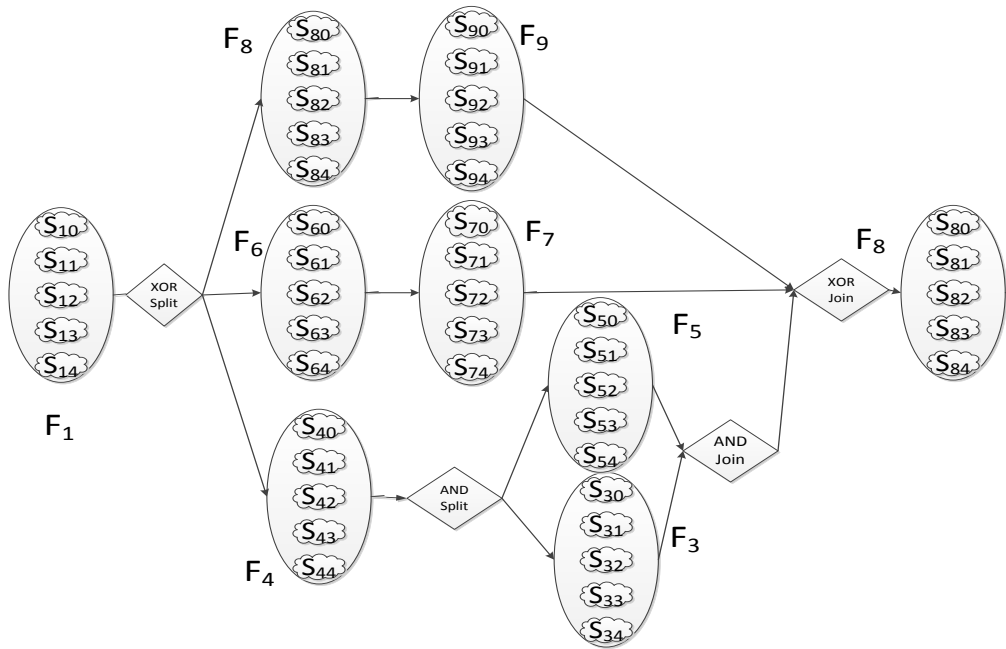 F8
S80
S81
S82
S83
S84
S90
S91
S92
S93
S94
F9
S10
S11
S12
S13
S14
F1
XOR
Split
F6
S60
S61
S62
S63
S64
S70
S71
S72
S73
S74
F7
S50
S51
S52
S53
S54
F5
XOR
Join
F8
S80
S81
S82
S83
S84
S40
S41
S42
S43
S44
F4
AND
Split
AND
Join
S30
S31
S32
S33
S34
F3